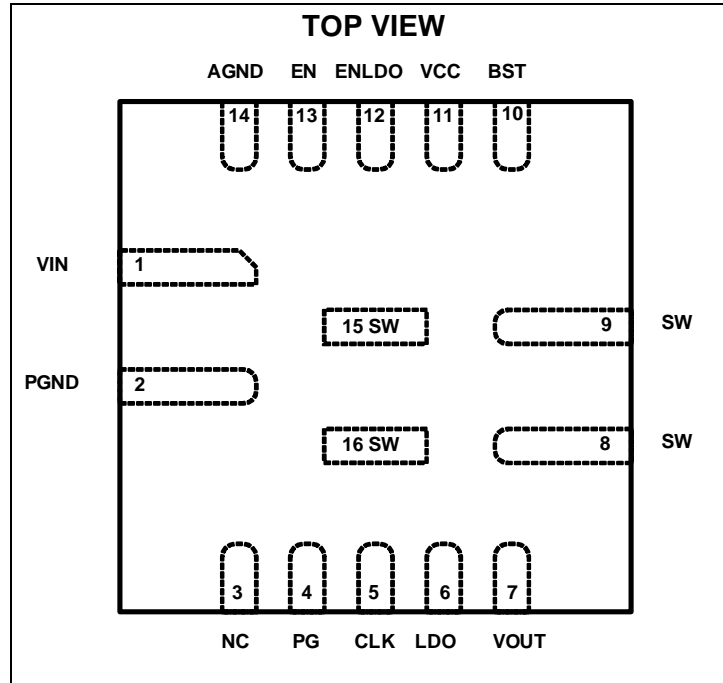 TOP VIEW
AGND EN ENLDO VCC BST
14 13 12 11 10
VIN 1
15 SW 9 SW
PGND 2
16 SW 8 SW
3 4 5 6 7
NC PG CLK LDO VOUT